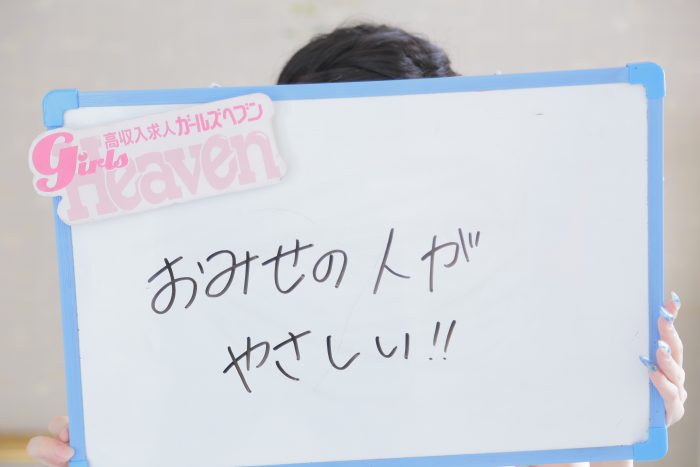 高収入求人ガールズヘブン
girls
Heaven
おみせの人が
やさしい!!